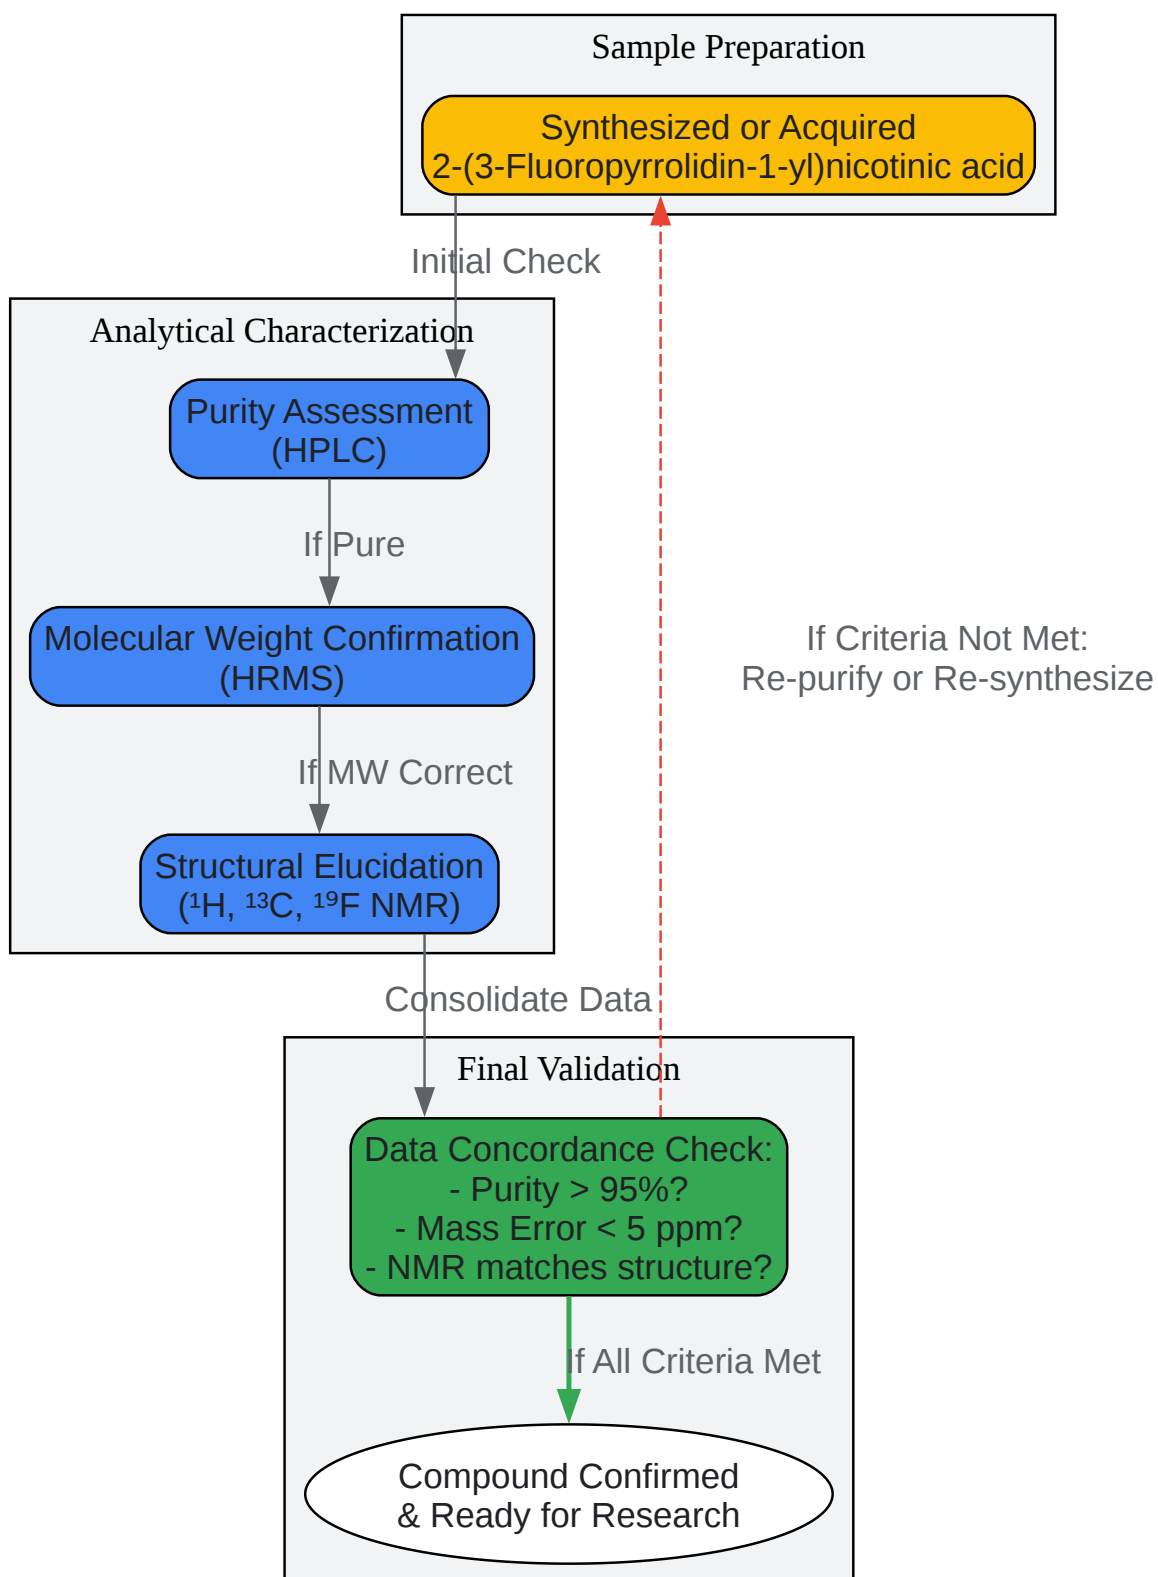 Sample Preparation
Synthesized or Acquired
2-(3-Fluoropyrrolidin-1-yl)nicotinic acid
Initial Check
Analytical Characterization
Purity Assessment
(HPLC)
If Pure
Molecular Weight Confirmation
(HRMS)
If Criteria Not Met:
Re-purify or Re-synthesize
If MW Correct
Structural Elucidation
(¹H, ¹³C, ¹⁹F NMR)
Consolidate Data
Final Validation
Data Concordance Check:
- Purity > 95%?
- Mass Error < 5 ppm?
- NMR matches structure?
If All Criteria Met
Compound Confirmed
& Ready for Research